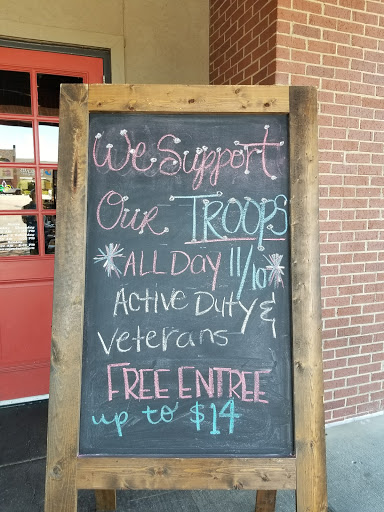 We Support
Our TROOPS
ALL DAY 11/10
Active Duty &
Veterans
FREE ENTREE
up to $14